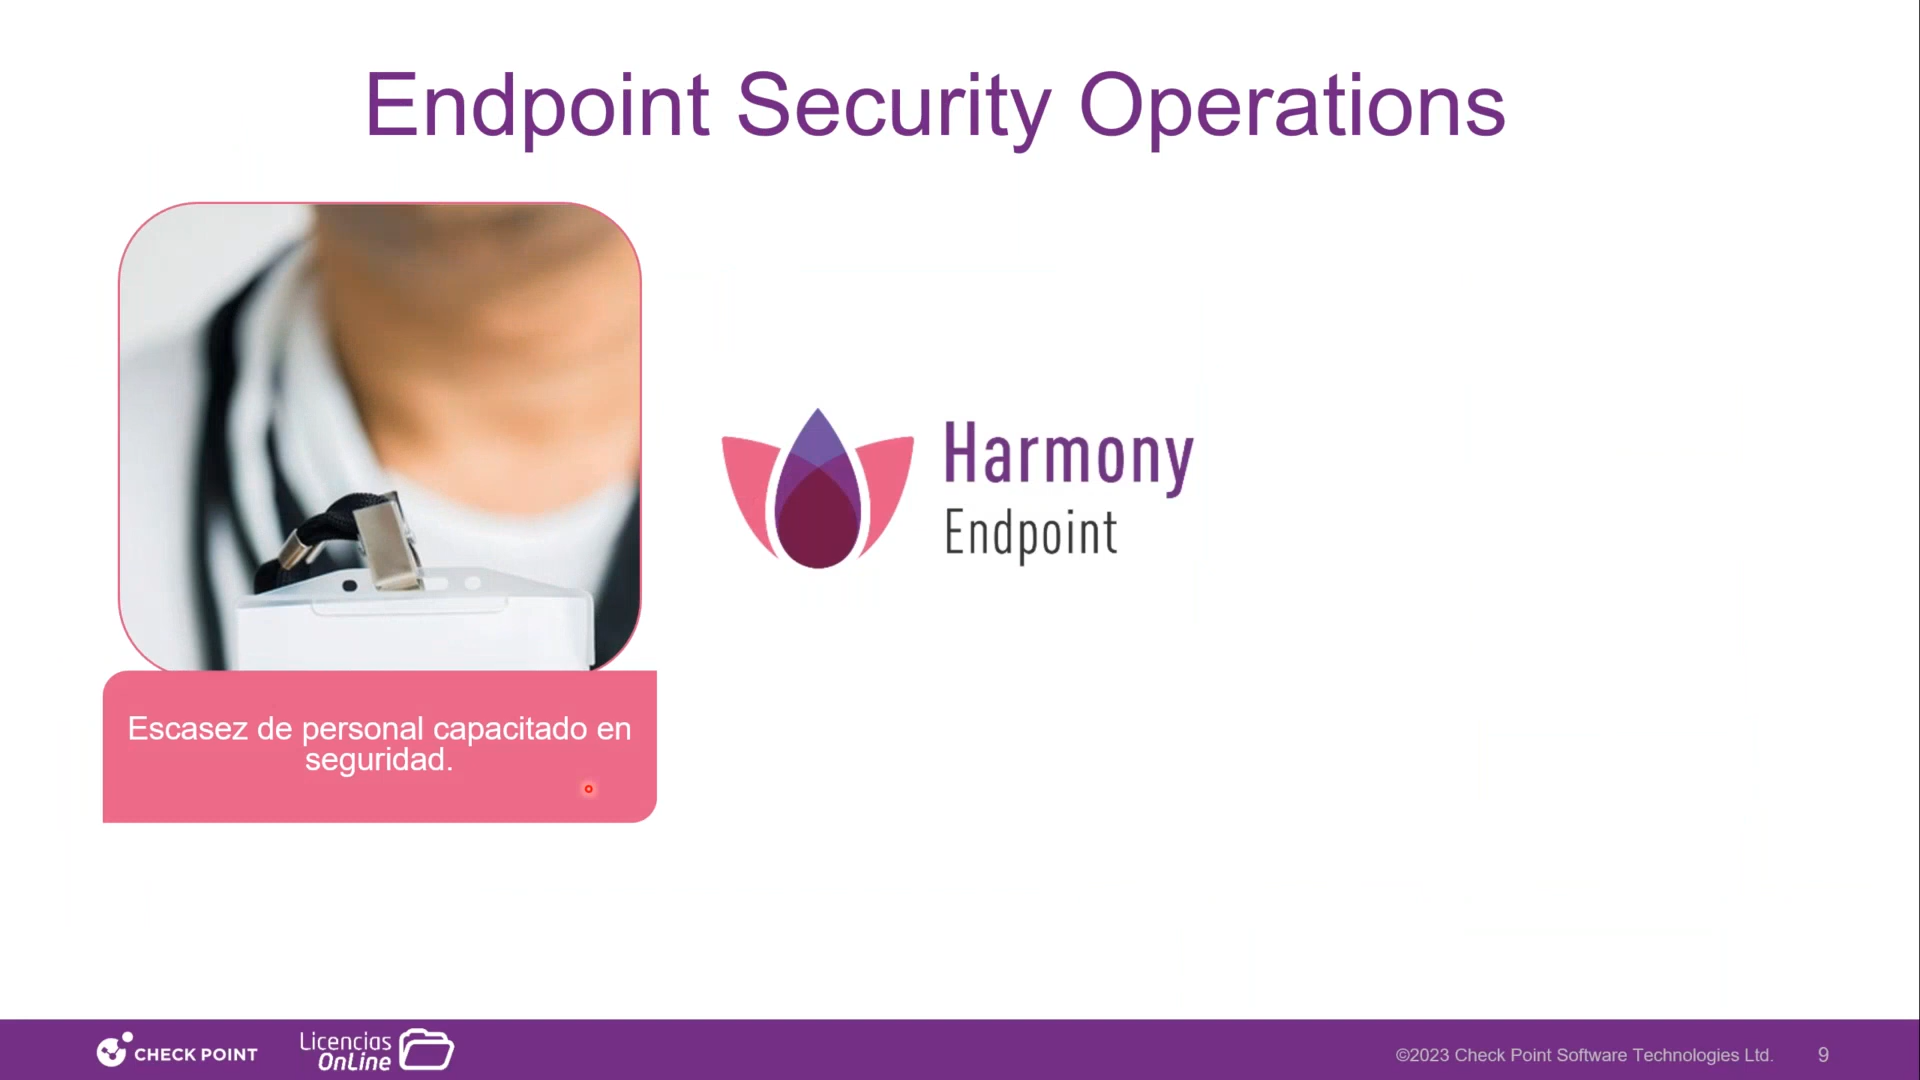 Endpoint Security Operations
Harmony
Endpoint
Escasez de personal capacitado en
seguridad.
CHECK POINT
Licencias
OnLine
©2023 Check Point Software Technologies Ltd.
9